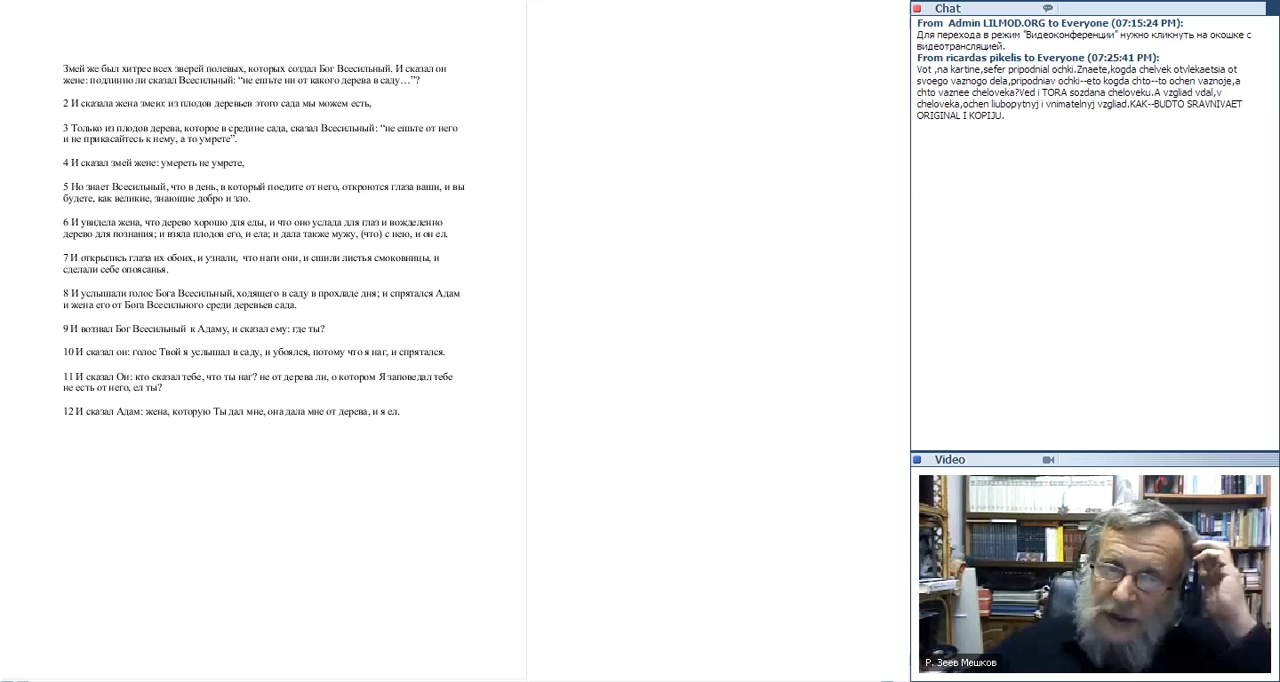 Змей же был хитрее всех зверей полевых, которых создал Бог Всесильный. И сказал он
жене: подлинно ли сказал Всесильный: “не ешьте ни от какого дерева в саду…”?
2 И сказала жена змею: из плодов деревьев этого сада мы можем есть,
3 Только из плодов дерева, которое в средине сада, сказал Всесильный: “не ешьте от него
и не прикасайтесь к нему, а то умрете”.
4 И сказал змей жене: умереть не умрете,
5 Но знает Всесильный, что в день, в который поедите от него, откроются глаза ваши, и вы
будете, как великие, знающие добро и зло.
6 И увидела жена, что дерево хорошо для еды, и что оно услада для глаз и вожделенно
дерево для познания; и взяла плодов его, и ела; и дала также мужу, (что) с нею, и он ел.
7 И открылись глаза их обоих, и узнали, что наги они, и сшили листья смоковницы, и
сделали себе опоясанья.
8 И услышали голос Бога Всесильный, ходящего в саду в прохладе дня; и спрятался Адам
и жена его от Бога Всесильного среди деревьев сада.
9 И воззвал Бог Всесильный к Адаму, и сказал ему: где ты?
10 И сказал он: голос Твой я услышал в саду, и убоялся, потому что я наг, и спрятался.
11 И сказал Он: кто сказал тебе, что ты наг? не от дерева ли, о котором Я заповедал тебе
не есть от него, ел ты?
12 И сказал Адам: жена, которую Ты дал мне, она дала мне от дерева, и я ел.
Chat
From Admin LILMOD.ORG to Everyone (07:15:24 PM):
Для перехода в режим "Видеоконференции" нужно кликнуть на окошке с
видеотрансляцией.
From ricardas pikelis to Everyone (07:25:41 PM):
Vot ,na kartine,sefer pripodnial ochki.Znaete,kogda chelvek otvlekaetsia ot
svoego vaznogo dela,pripodniav ochki--eto kogda chto--to ochen vaznoje,a
chto vaznee cheloveka?Ved i TORA sozdana cheloveku.A vzgliad vdal,v
cheloveka,ochen liubopytnyj i vnimatelnyj vzgliad.KAK--BUDTO SRAVNIVAET
ORIGINAL I KOPIJU.
Video
Р. Зеев Мешков